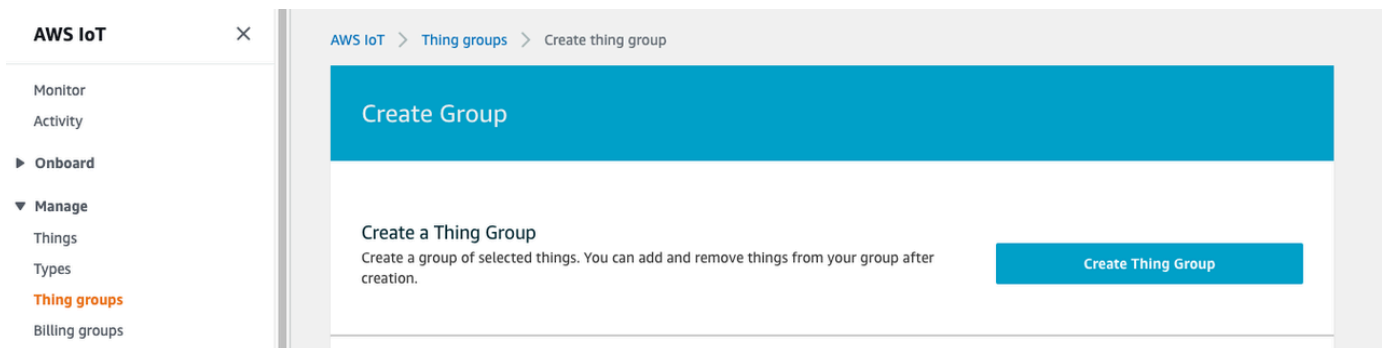 AWS IoT
Monitor
Activity
Onboard
Manage
Things
Types
Thing groups
Billing groups
AWS IoT > Thing groups > Create thing group
Create Group
Create a Thing Group
Create a group of selected things. You can add and remove things from your group after
creation.
Create Thing Group